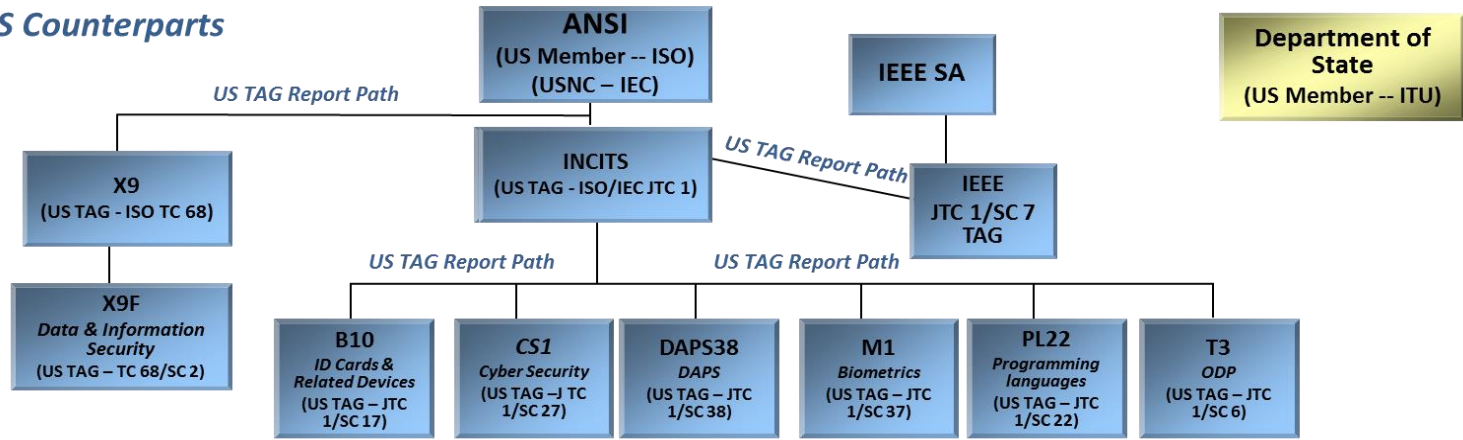 S Counterparts
ANSI
(US Member -- ISO)
(USNC – IEC)
IEEE SA
Department of
State
(US Member -- ITU)
US TAG Report Path
X9
(US TAG - ISO TC 68)
INCITS
(US TAG - ISO/IEC JTC 1)
US TAG Report Path
IEEE
JTC 1/SC 7
TAG
X9F
Data & Information
Security
(US TAG – TC 68/SC 2)
US TAG Report Path
US TAG Report Path
B10
ID Cards &
Related Devices
(US TAG – JTC
1/SC 17)
CS1
Cyber Security
(US TAG –J TC
1/SC 27)
DAPS38
DAPS
(US TAG – JTC
1/SC 38)
M1
Biometrics
(US TAG – JTC
1/SC 37)
PL22
Programming
languages
(US TAG – JTC
1/SC 22)
T3
ODP
(US TAG – JTC
1/SC 6)